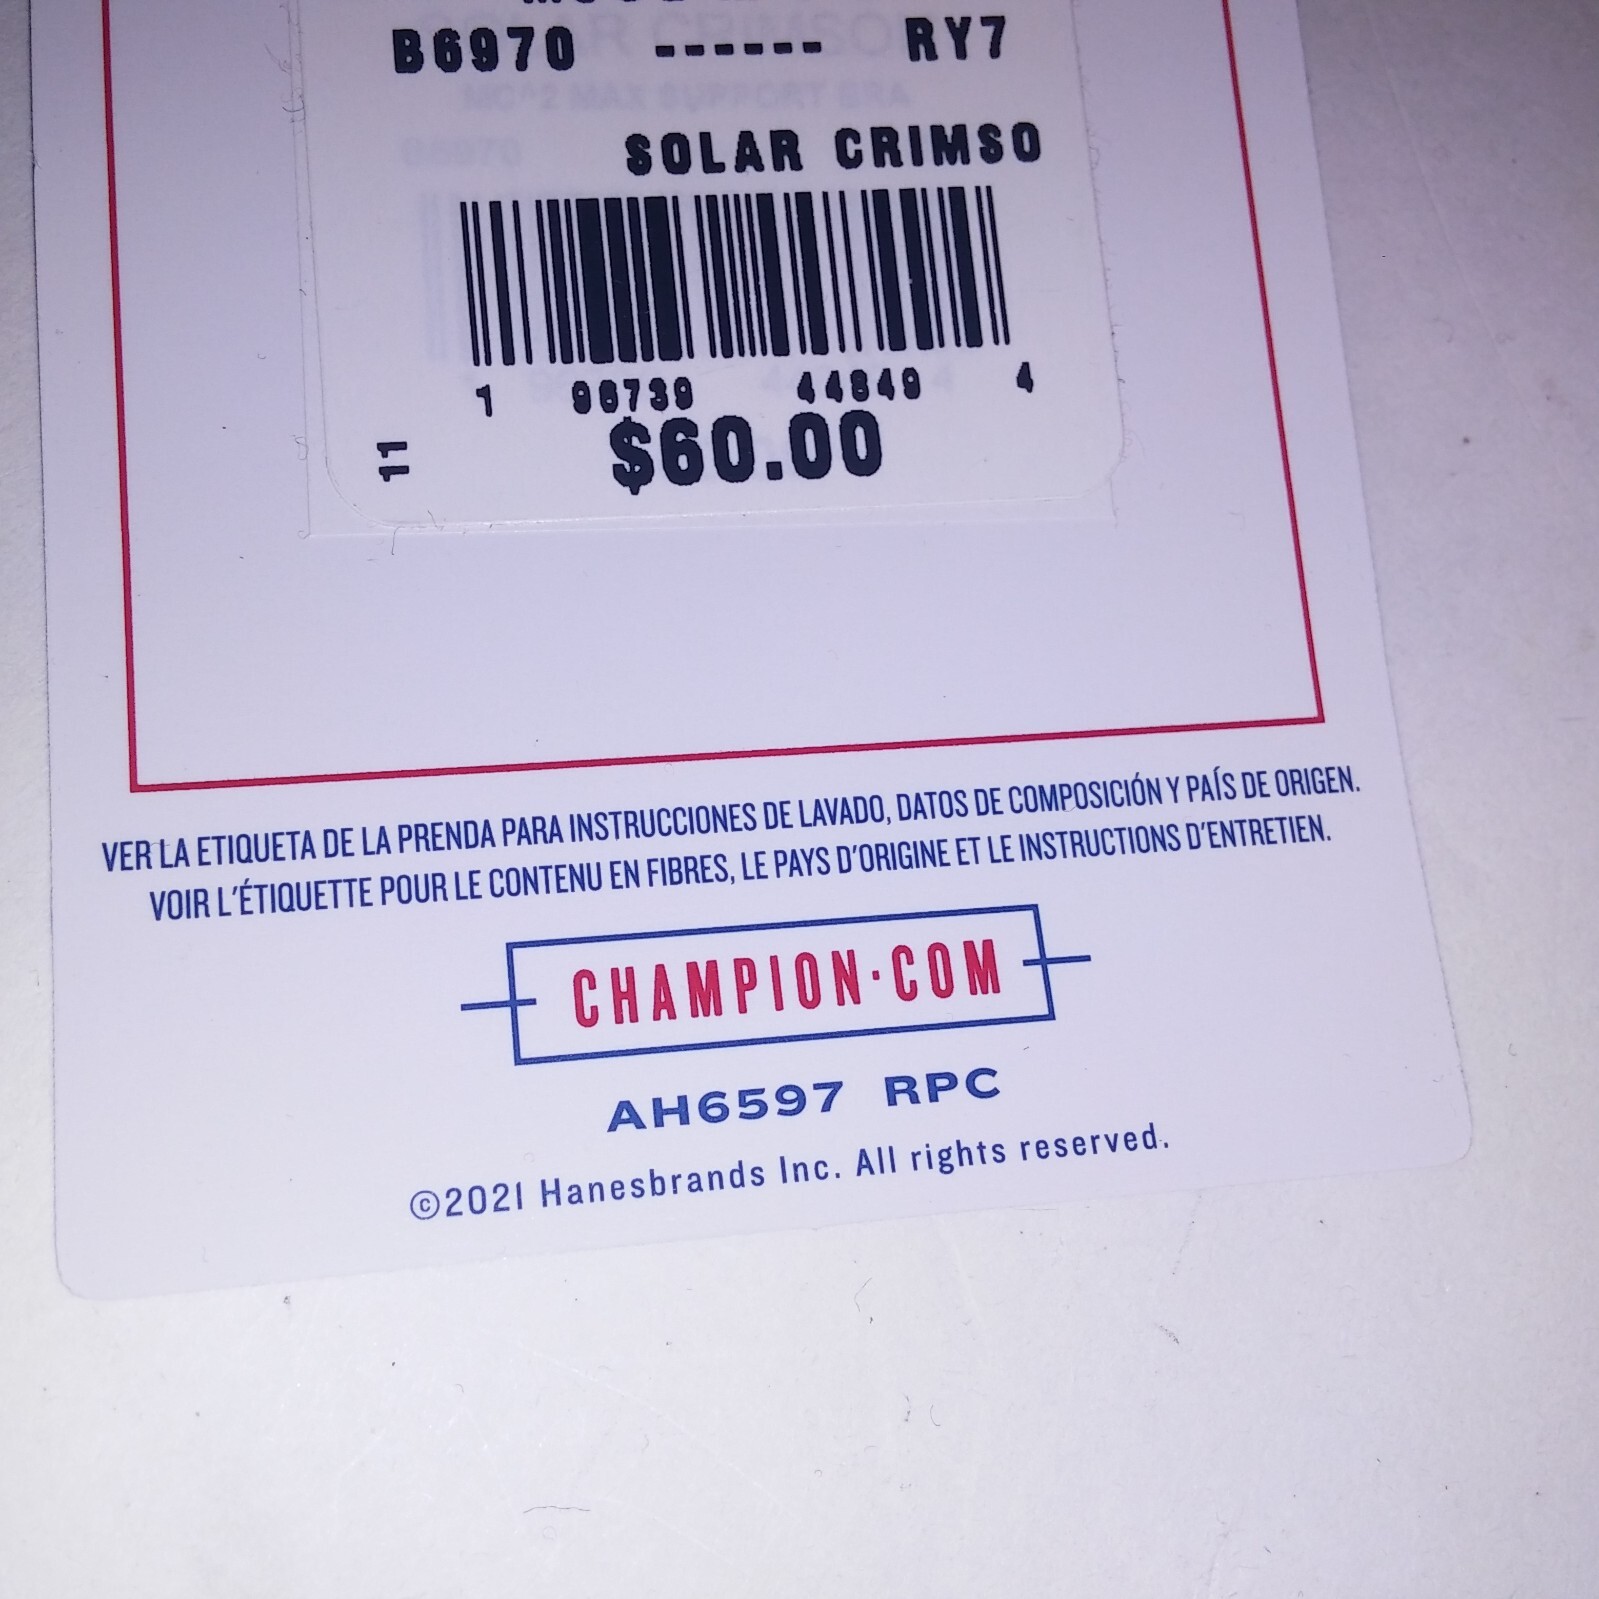 B6970 ------ RY7
SOLAR CRIMSO
1 96739 44849 4
11
$60.00
VER LA ETIQUETA DE LA PRENDA PARA INSTRUCCIONES DE LAVADO, DATOS DE COMPOSICIÓN Y PAÍS DE ORIGEN.
VOIR L'ÉTIQUETTE POUR LE CONTENU EN FIBRES, LE PAYS D'ORIGINE ET LE INSTRUCTIONS D'ENTRETIEN.
CHAMPION·COM
AH6597 RPC
©2021 Hanesbrands Inc. All rights reserved.